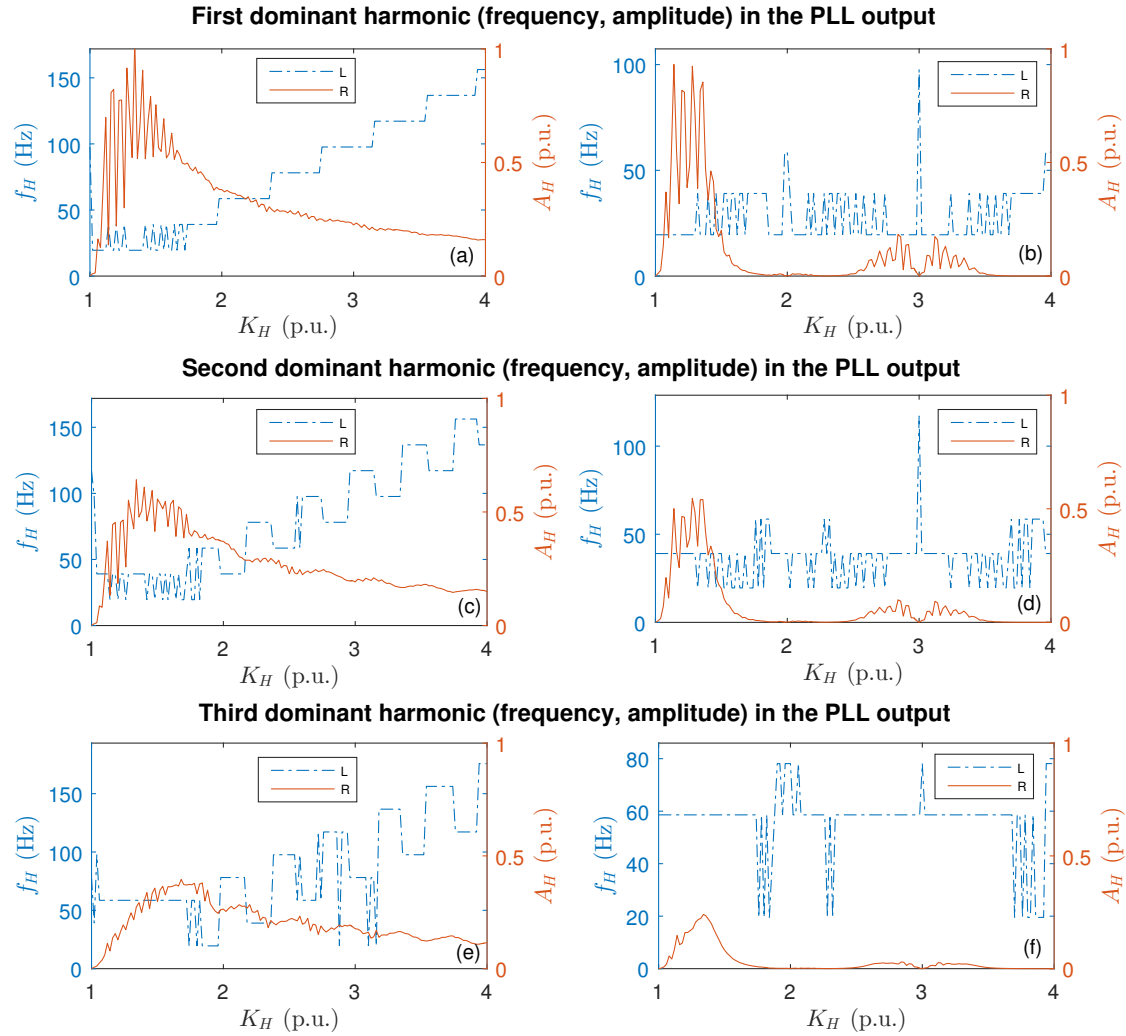 First dominant harmonic (frequency, amplitude) in the PLL output
150
100
50
0
f_H (Hz)
L
R
(a)
1
0.5
0
A_H (p.u.)
1 2 3 4
K_H (p.u.)
100
50
0
f_H (Hz)
L
R
(b)
1
0.5
0
A_H (p.u.)
1 2 3 4
K_H (p.u.)
Second dominant harmonic (frequency, amplitude) in the PLL output
150
100
50
0
f_H (Hz)
L
R
(c)
1
0.5
0
A_H (p.u.)
1 2 3 4
K_H (p.u.)
100
50
0
f_H (Hz)
L
R
(d)
1
0.5
0
A_H (p.u.)
1 2 3 4
K_H (p.u.)
Third dominant harmonic (frequency, amplitude) in the PLL output
150
100
50
0
f_H (Hz)
L
R
(e)
1
0.5
0
A_H (p.u.)
1 2 3 4
K_H (p.u.)
80
60
40
20
0
f_H (Hz)
L
R
(f)
1
0.5
0
A_H (p.u.)
1 2 3 4
K_H (p.u.)